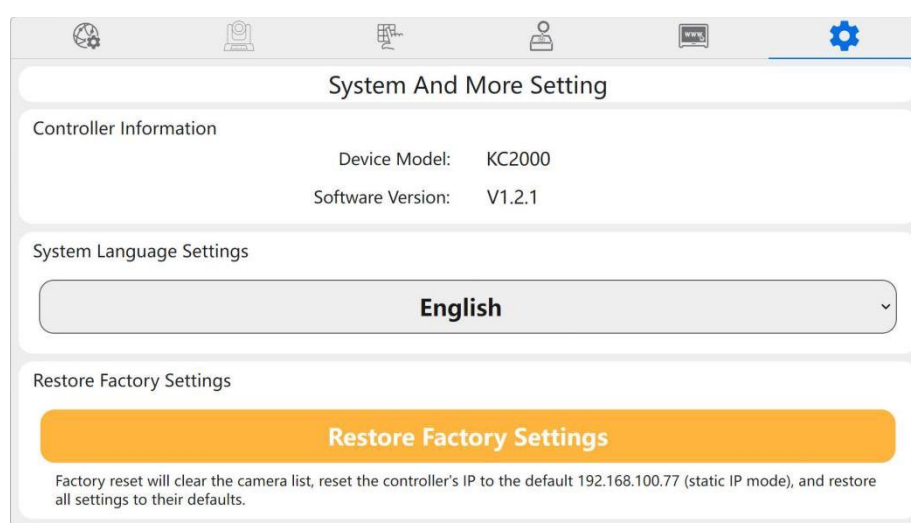 www
System And More Setting
Controller Information
Device Model: KC2000
Software Version: V1.2.1
System Language Settings
English
Restore Factory Settings
Restore Factory Settings
Factory reset will clear the camera list, reset the controller's IP to the default 192.168.100.77 (static IP mode), and restore
all settings to their defaults.